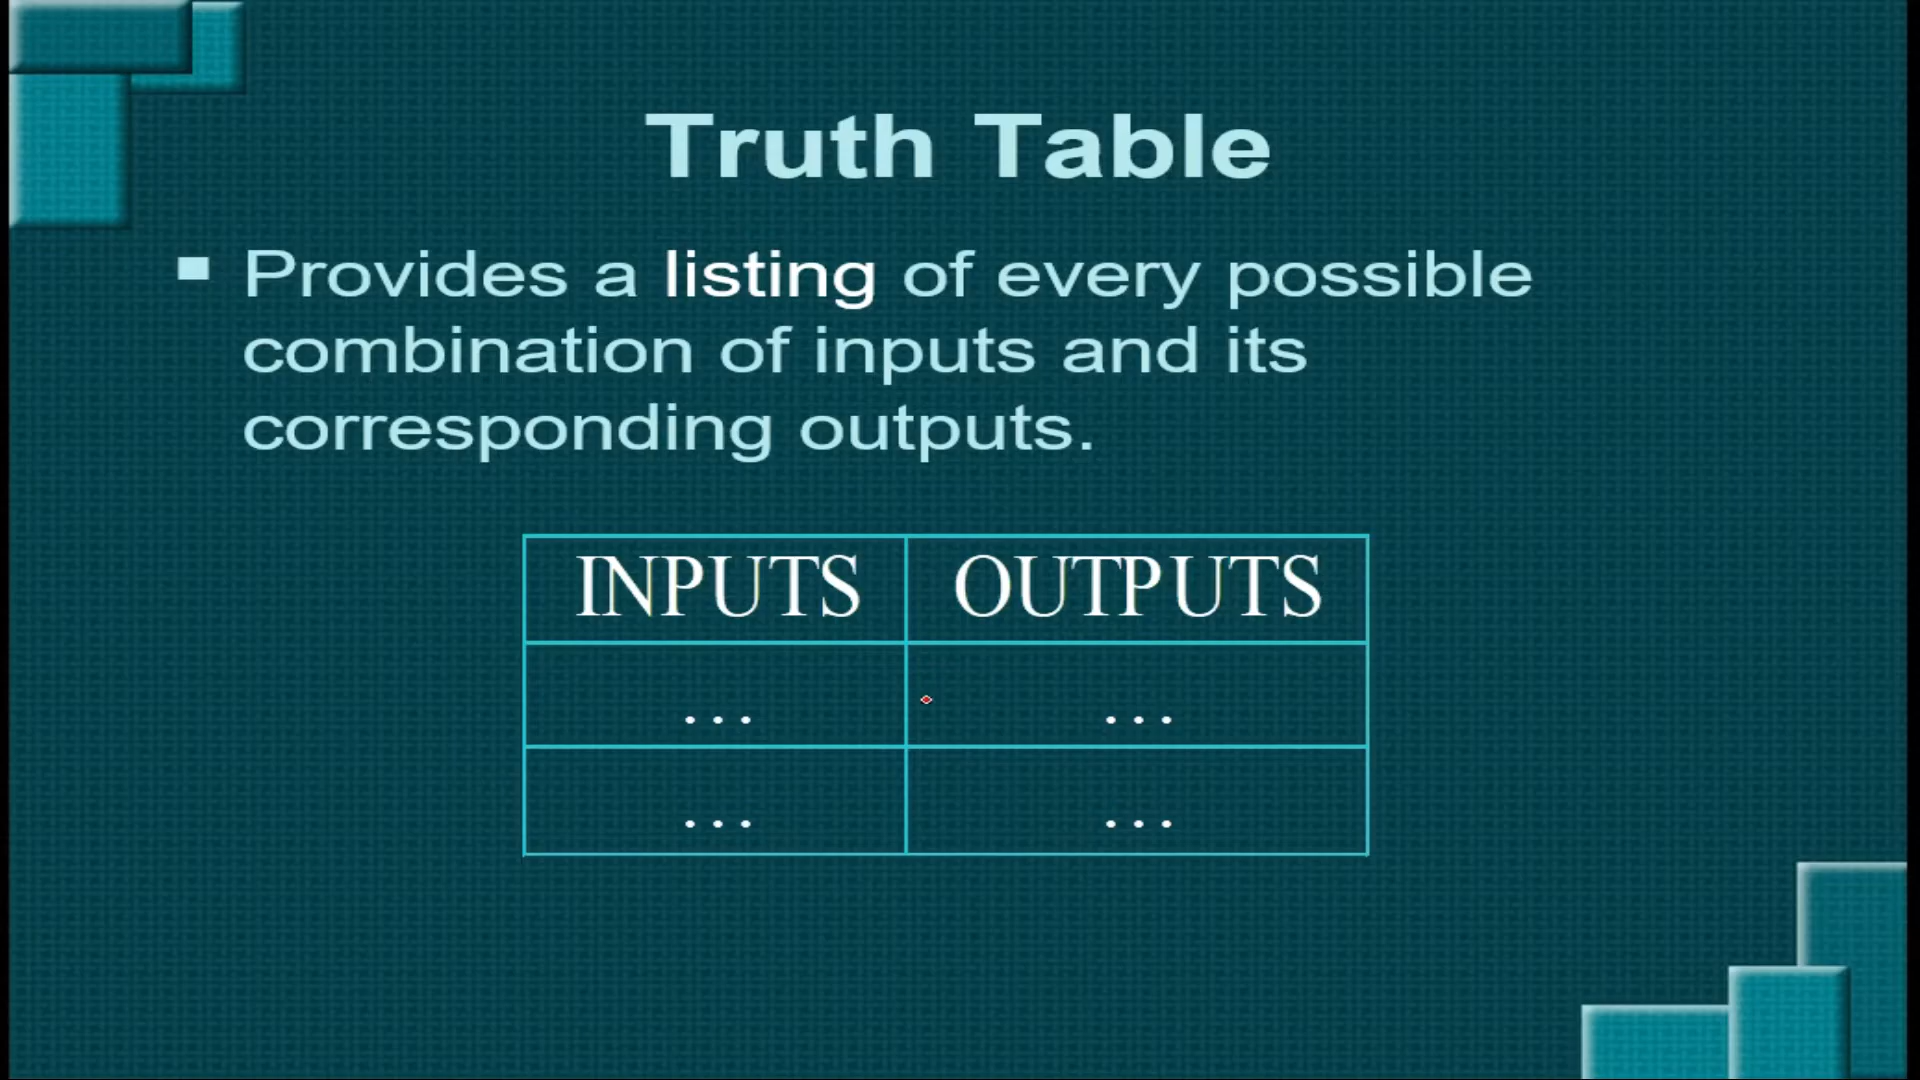 Truth Table
Provides a listing of every possible
combination of inputs and its
corresponding outputs.
INPUTS OUTPUTS
... ...
... ...